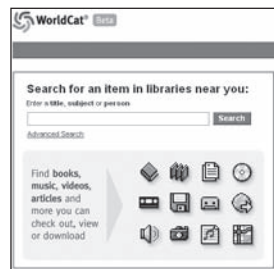 WorldCat® Beta
Search for an item in libraries near you:
Enter a title, subject or person
Search
Advanced Search
Find books,
music, videos,
articles and
more you can
check out, view
or download